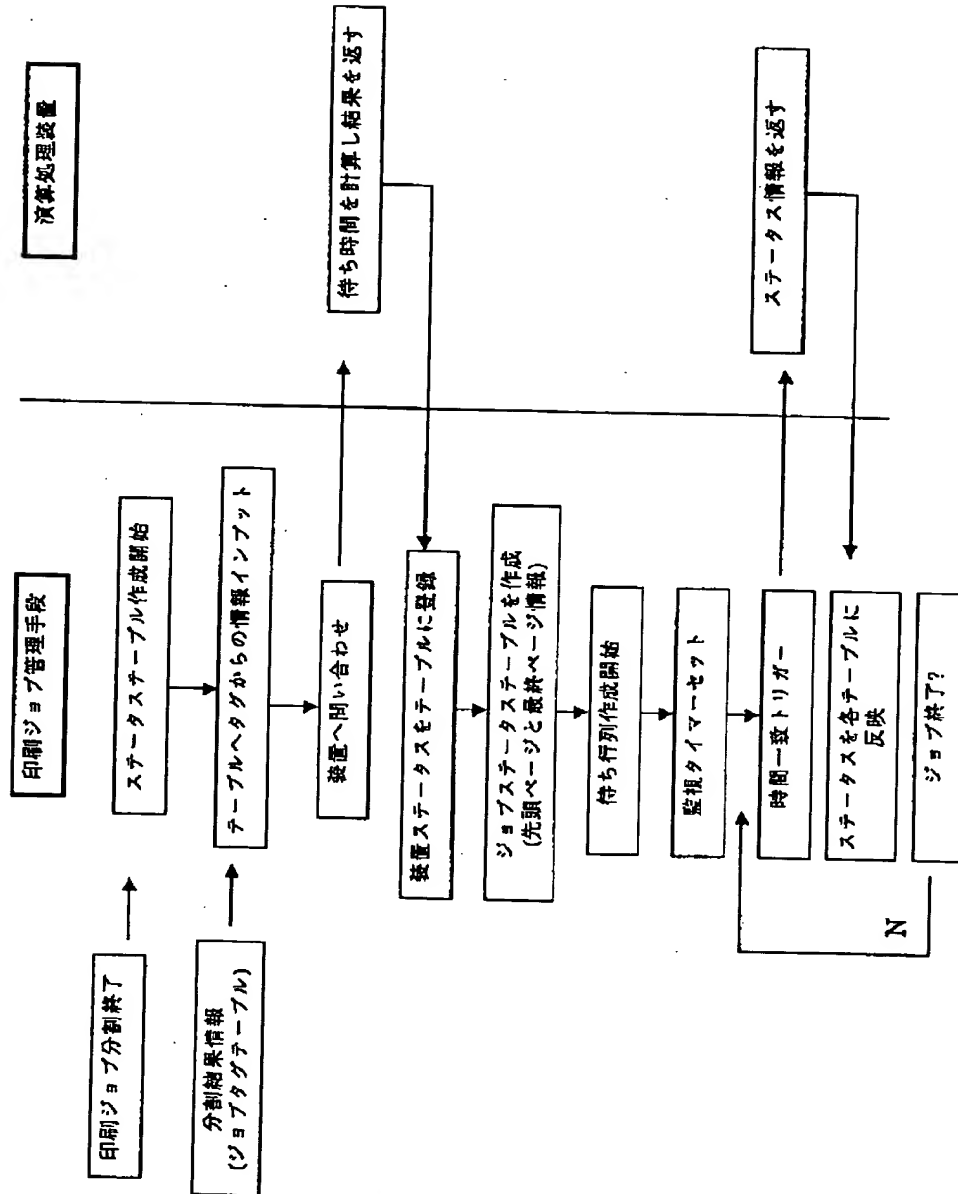 印刷ジョブ管理手段
演算処理装置
印刷ジョブ分割終了
ステータステーブル作成開始
分割結果情報
(ジョブタグテーブル)
テーブルへタグからの情報インプット
装置へ問い合わせ
待ち時間を計算し結果を返す
装置ステータスをテーブルに登録
ジョブステータステーブルを作成
(先頭ページと最終ページ情報)
待ち行列作成開始
監視タイマーセット
時間一致トリガー
ステータス情報を返す
ステータスを各テーブルに
反映
ジョブ終了?
N